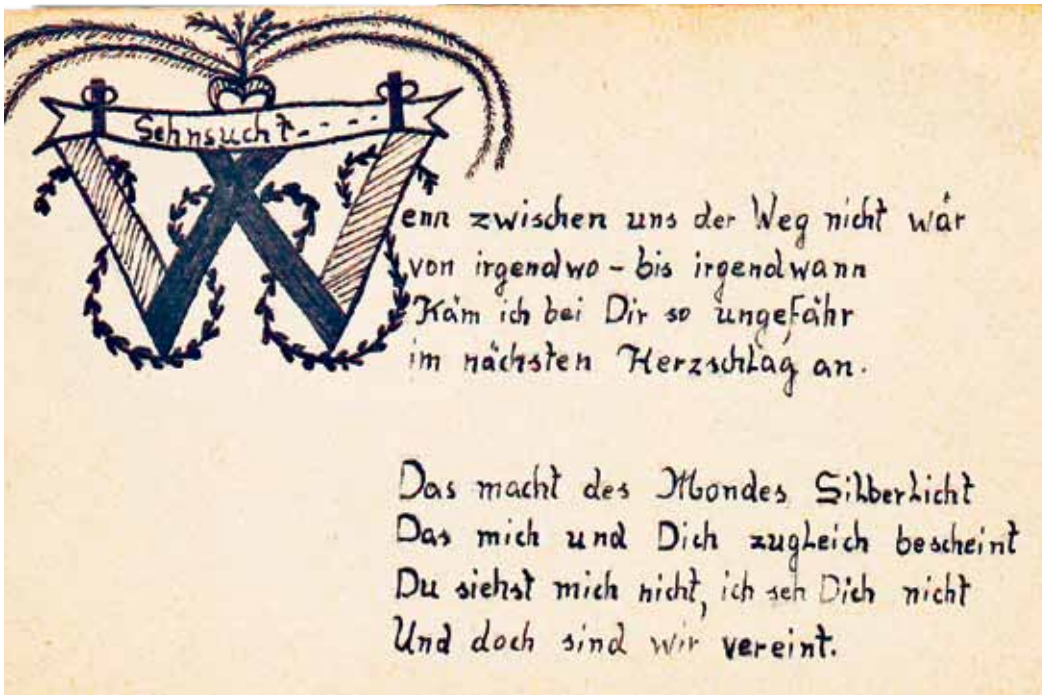 Sehnsucht-----
Wenn zwischen uns der Weg nicht wär
von irgendwo - bis irgendwann
Käm ich bei Dir so ungefähr
im nächsten Herzschlag an.
Das macht des Mondes Silberlicht
Das mich und Dich zugleich bescheint
Du siehst mich nicht, ich seh Dich nicht
Und doch sind wir vereint.